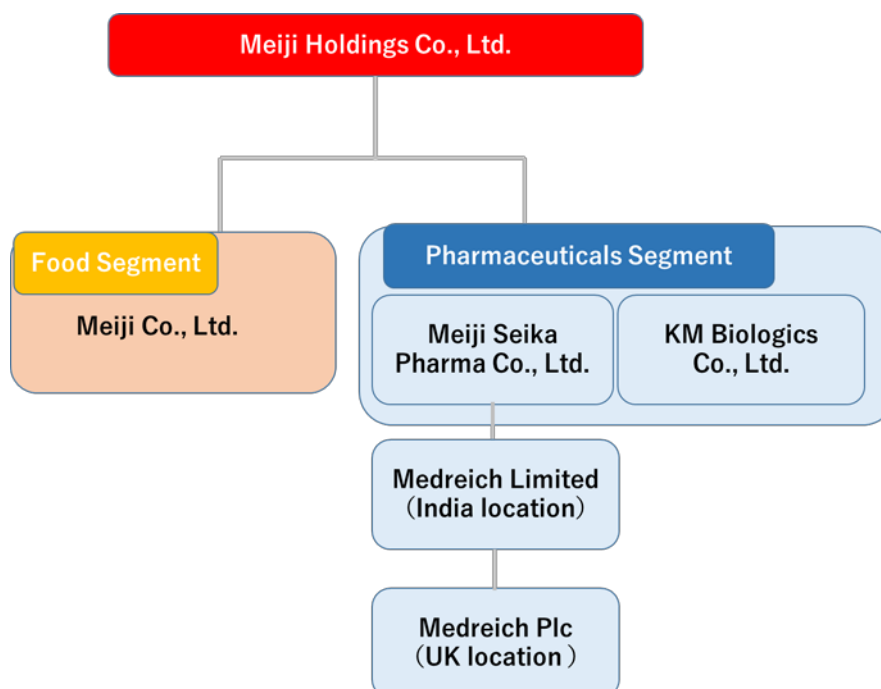 Meiji Holdings Co., Ltd.
Food Segment
Meiji Co., Ltd.
Pharmaceuticals Segment
Meiji Seika
Pharma Co., Ltd.
KM Biologics
Co., Ltd.
Medreich Limited
（India location）
Medreich Plc
(UK location )